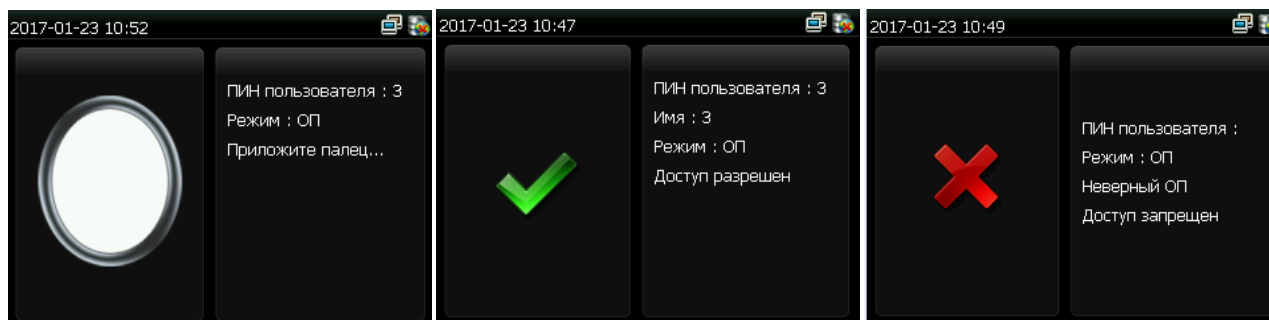 2017-01-23 10:52
ПИН пользователя : 3
Режим : ОП
Приложите палец...
2017-01-23 10:47
ПИН пользователя : 3
Имя : 3
Режим : ОП
Доступ разрешен
2017-01-23 10:49
ПИН пользователя :
Режим : ОП
Неверный ОП
Доступ запрещен